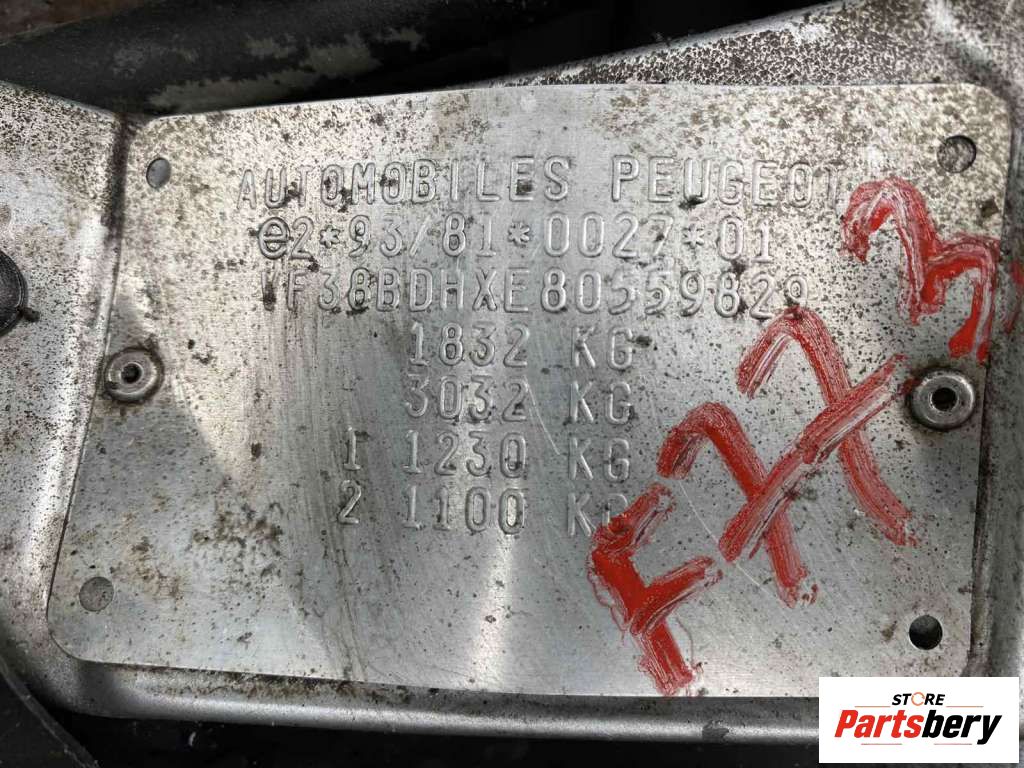 AUTOMOBILES PEUGEOT
e2*93/81*0027*01
VF38BDHXE80559829
1832 KG
3032 KG
1 1230 KG
2 1100 KG
F773
STORE
Partsbery